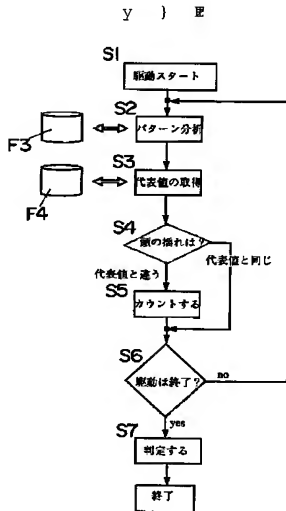 y } 
S1
駆動スタート
S2
F3
パターン分析
S3
F4
代表値の取得
S4
顔の揺れは?
代表値と同じ
代表値と違う
S5
カウントする
S6
駆動は終了?
no
yes
S7
判定する
終了